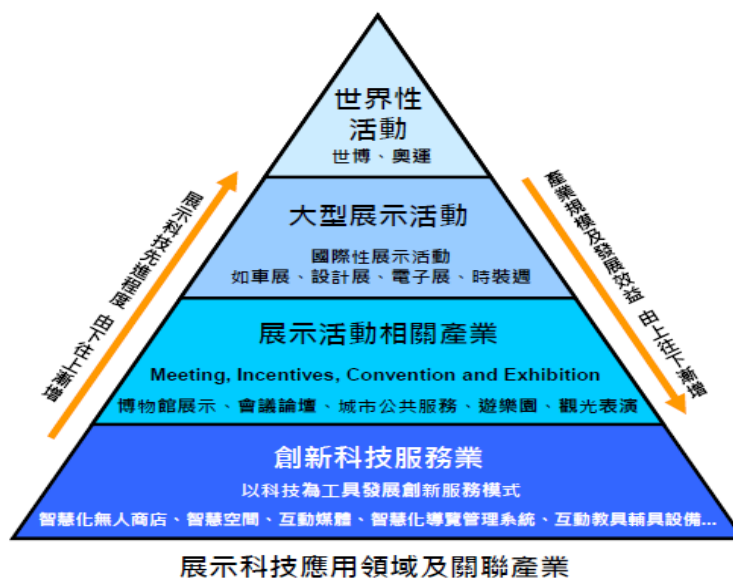 世界性
活動
世博、奧運
大型展示活動
國際性展示活動
如車展、設計展、電子展、時裝週
展示活動相關產業
Meeting, Incentives, Convention and Exhibition
博物館展示、會議論壇、城市公共服務、遊樂園、觀光表演
創新科技服務業
以科技為工具發展創新服務模式
智慧化無人商店、智慧空間、互動媒體、智慧化導覽管理系統、互動教具輔具設備...
展示科技先進程度 由下往上漸增
產業規模及發展效益 由上往下漸增
展示科技應用領域及關聯產業